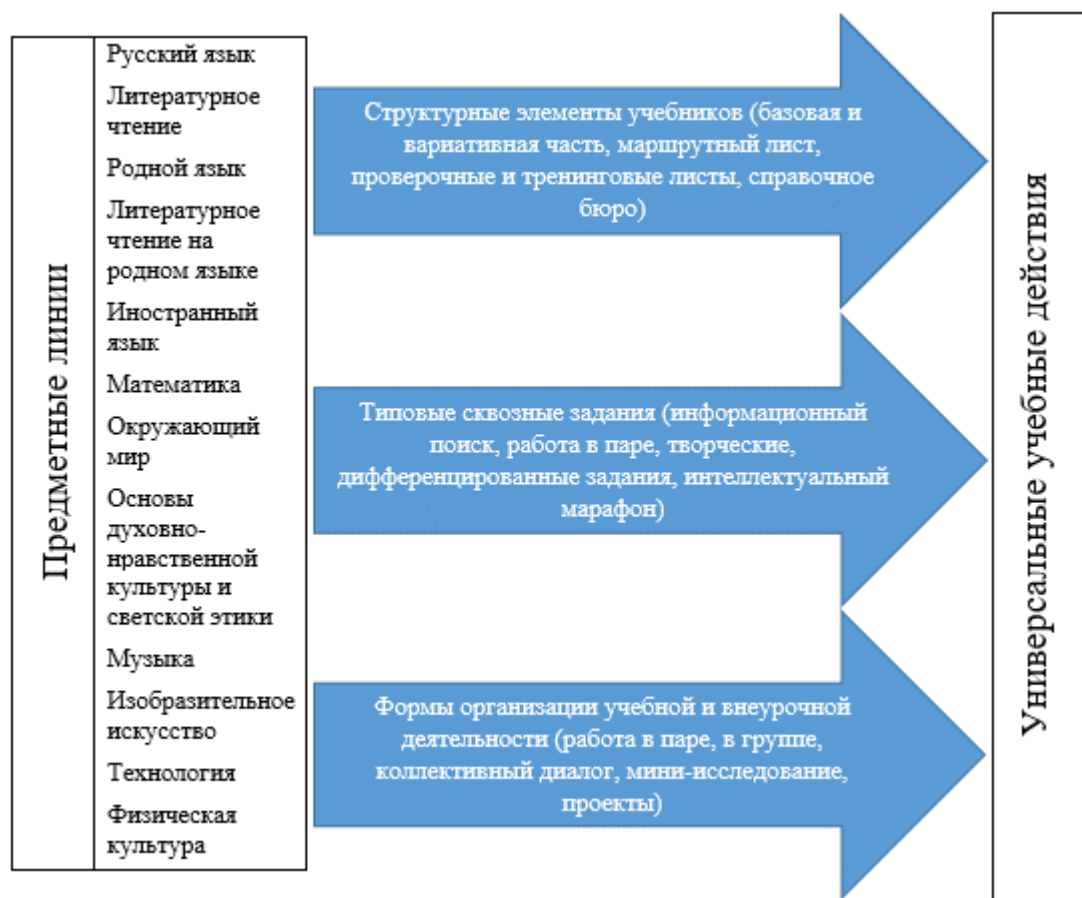 Предметные линии
Русский язык
Литературное
чтение
Родной язык
Литературное
чтение на
родном языке
Иностранный
язык
Математика
Окружающий
мир
Основы
духовно-
нравственной
культуры и
светской этики
Музыка
Изобразительное
искусство
Технология
Физическая
культура
Структурные элементы учебников (базовая и
вариативная часть, маршрутный лист,
проверочные и тренинговые листы, справочное
бюро)
Типовые сквозные задания (информационный
поиск, работа в паре, творческие,
дифференцированные задания, интеллектуальный
марафон)
Формы организации учебной и внеурочной
деятельности (работа в паре, в группе,
коллективный диалог, мини-исследование,
проекты)
Универсальные учебные действия